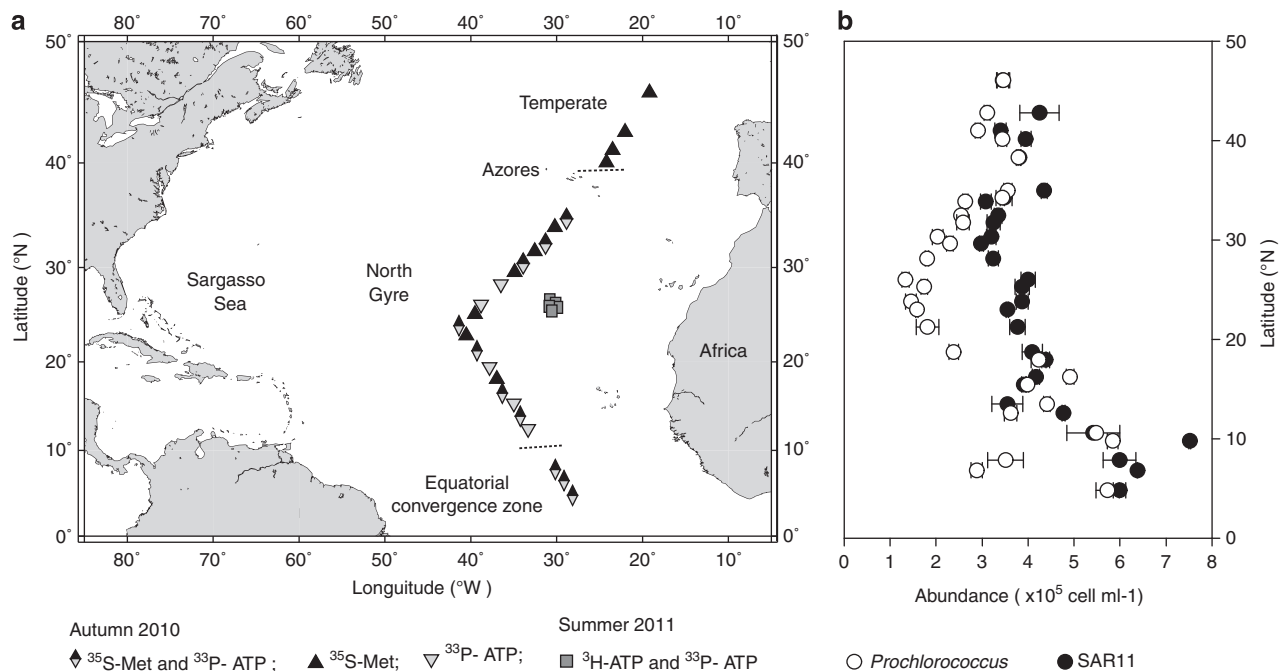 a
80˚ 70˚ 60˚ 50˚ 40˚ 30˚ 20˚ 10˚
50˚ 50˚
Temperate
40˚ 40˚
Azores
30˚ 30˚
Sargasso
Sea
North
Gyre
20˚ 20˚
Africa
10˚ 10˚
Equatorial
convergence zone
0˚ 0˚
80˚ 70˚ 60˚ 50˚ 40˚ 30˚ 20˚ 10˚
Latitude (°N)
Longuitude (°W )
Autumn 2010
35S-Met and 33P- ATP ;
35S-Met;
33P- ATP;
Summer 2011
3H-ATP and 33P- ATP
b
50
40
30
20
10
0
Latitude (°N)
0 1 2 3 4 5 6 7 8
Abundance ( x10⁵ cell ml-1)
Prochlorococcus
SAR11